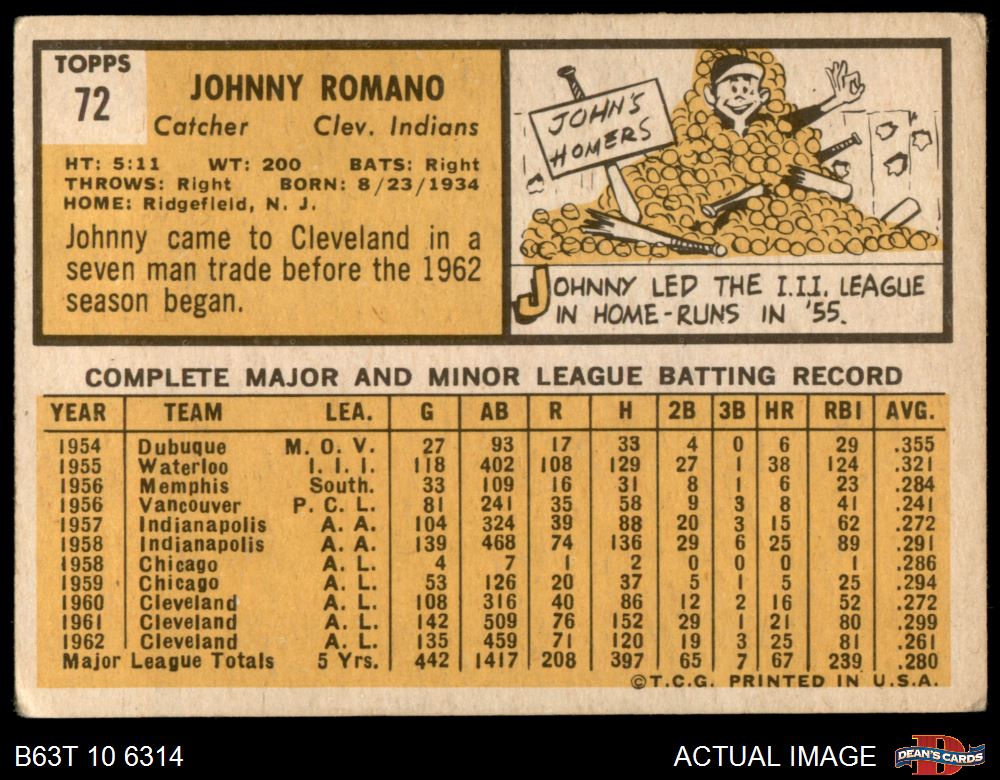 TOPPS
72
JOHNNY ROMANO
Catcher Clev. Indians
HT: 5:11 WT: 200 BATS: Right
THROWS: Right BORN: 8/23/1934
HOME: Ridgefield, N. J.
Johnny came to Cleveland in a
seven man trade before the 1962
season began.
JOHN'S
HOMERS
JOHNNY LED THE I.I.I. LEAGUE
IN HOME-RUNS IN '55.
COMPLETE MAJOR AND MINOR LEAGUE BATTING RECORD
YEAR TEAM LEA. G AB R H 2B 3B HR RBI AVG.
1954 Dubuque M. O. V. 27 93 17 33 4 0 6 29 .355
1955 Waterloo I. I. I. 118 402 108 129 27 1 38 124 .321
1956 Memphis South. 33 109 16 31 8 1 6 23 .284
1956 Vancouver P. C. L. 81 241 35 58 9 3 8 41 .241
1957 Indianapolis A. A. 104 324 39 88 20 3 15 62 .272
1958 Indianapolis A. A. 139 468 74 136 29 6 25 89 .291
1958 Chicago A. L. 4 7 1 2 0 0 0 1 .286
1959 Chicago A. L. 53 126 20 37 5 1 5 25 .294
1960 Cleveland A. L. 108 316 40 86 12 2 16 52 .272
1961 Cleveland A. L. 142 509 76 152 29 1 21 80 .299
1962 Cleveland A. L. 135 459 71 120 19 3 25 81 .261
Major League Totals 5 Yrs. 442 1417 208 397 65 7 67 239 .280
©T.C.G. PRINTED IN U.S.A.
B63T 10 6314
ACTUAL IMAGE
DEAN'S CARDS